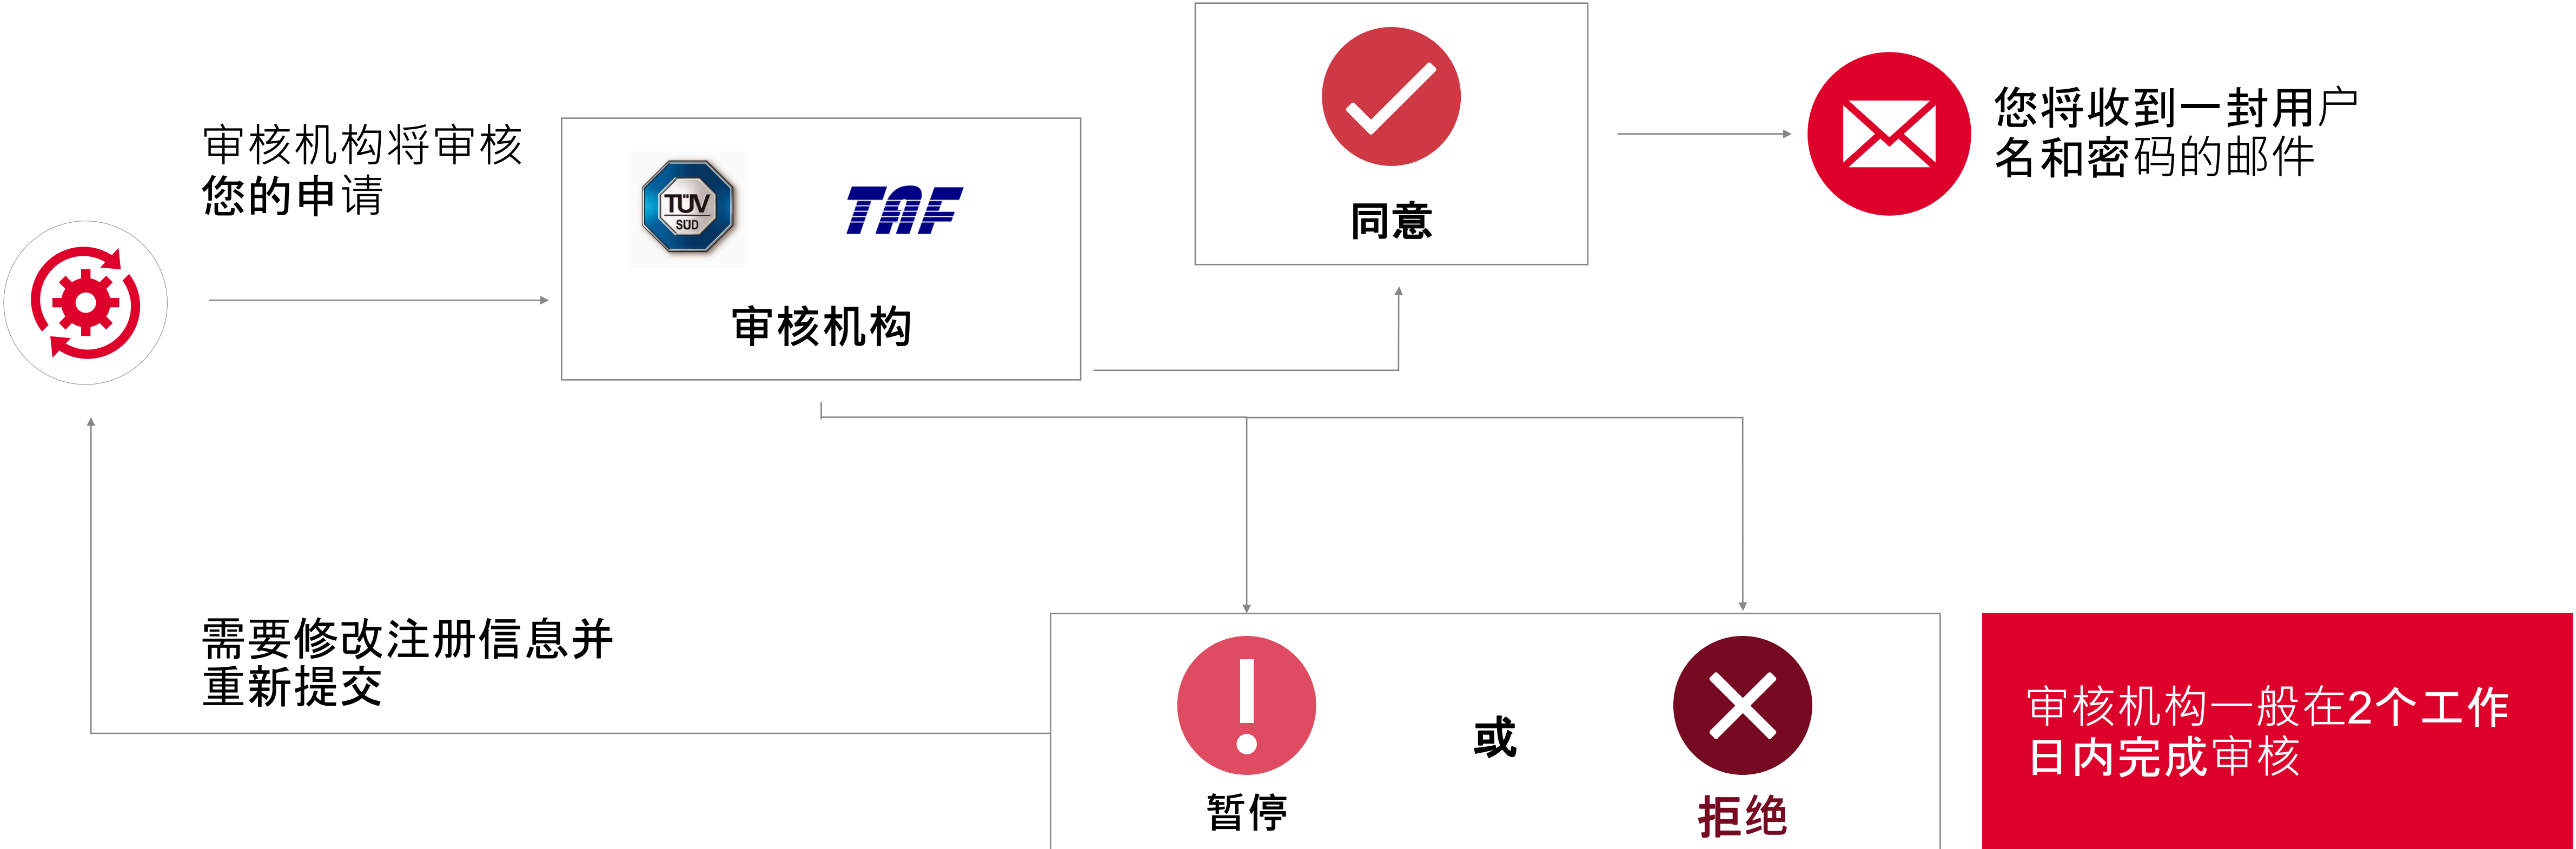 审核机构将审核
您的申请
TÜV
SÜD
TAF
审核机构
同意
您将收到一封用户
名和密码的邮件
需要修改注册信息并
重新提交
暂停
或
拒绝
审核机构一般在2个工作
日内完成审核